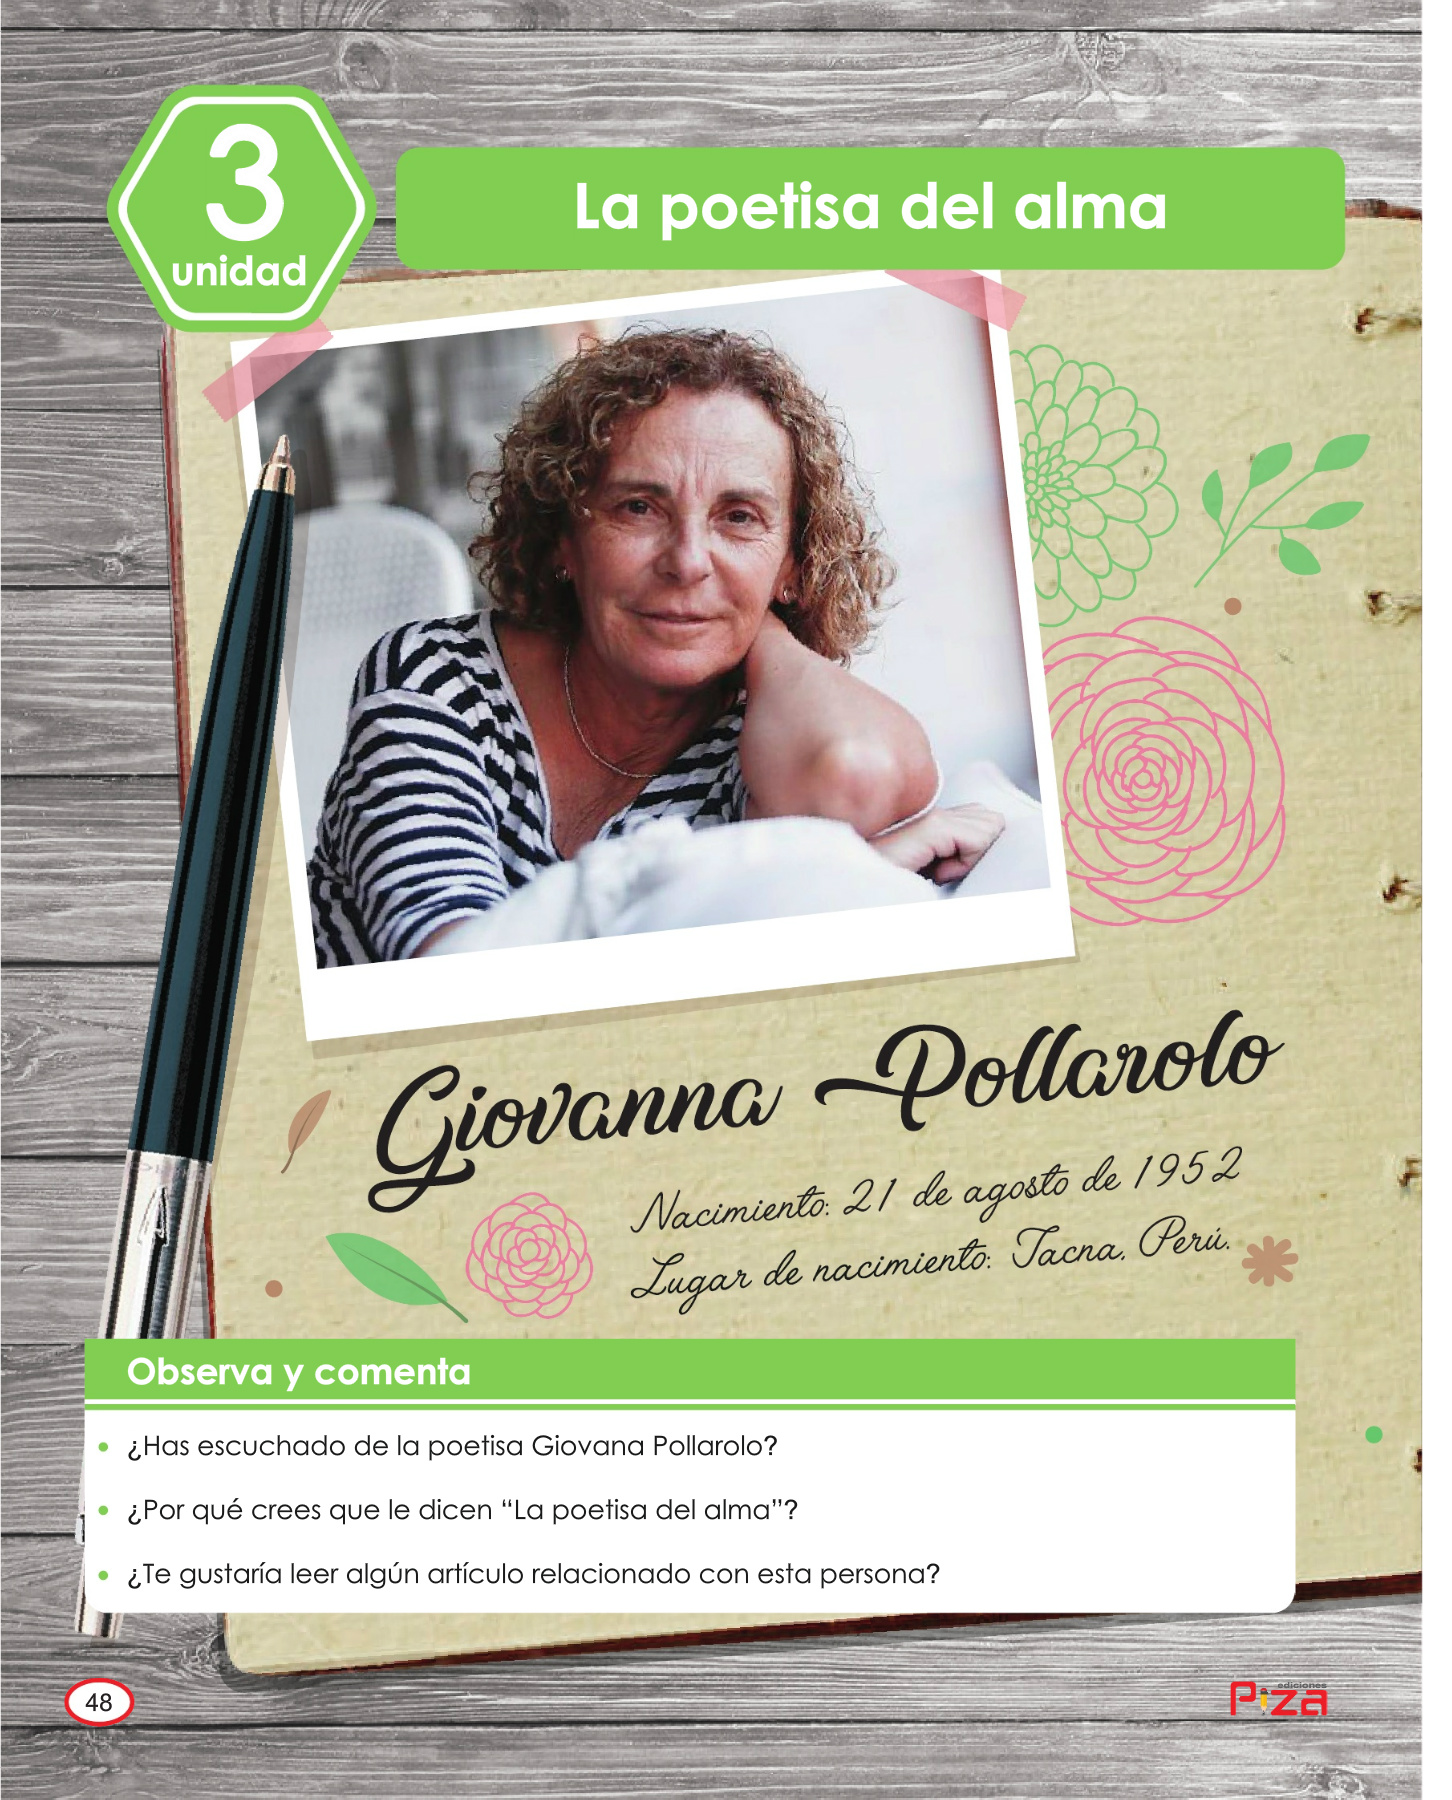 3
unidad
La poetisa del alma
Giovanna Pollarolo
Nacimiento: 21 de agosto de 1952
Lugar de nacimiento: Tacna, Perú.
Observa y comenta
• ¿Has escuchado de la poetisa Giovana Pollarolo?
• ¿Por qué crees que le dicen “La poetisa del alma”?
• ¿Te gustaría leer algún artículo relacionado con esta persona?
48
ediciones
Piza